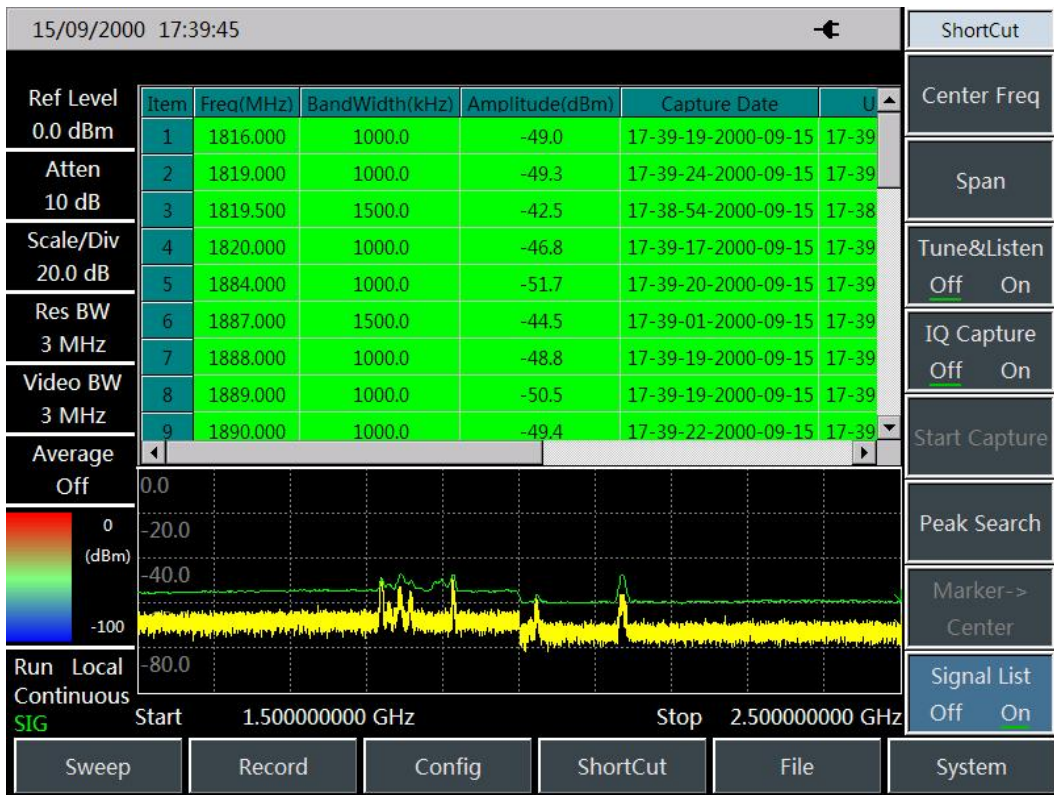 15/09/2000 17:39:45
ShortCut
Ref Level
0.0 dBm
Atten
10 dB
Scale/Div
20.0 dB
Res BW
3 MHz
Video BW
3 MHz
Average
Off
0
(dBm)
-100
Run Local
Continuous
SIG
Item Freq(MHz) BandWidth(kHz) Amplitude(dBm) Capture Date U
1 1816.000 1000.0 -49.0 17-39-19-2000-09-15 17-39
2 1819.000 1000.0 -49.3 17-39-24-2000-09-15 17-39
3 1819.500 1500.0 -42.5 17-38-54-2000-09-15 17-38
4 1820.000 1000.0 -46.8 17-39-17-2000-09-15 17-39
5 1884.000 1000.0 -51.7 17-39-20-2000-09-15 17-39
6 1887.000 1500.0 -44.5 17-39-01-2000-09-15 17-39
7 1888.000 1000.0 -48.8 17-39-19-2000-09-15 17-39
8 1889.000 1000.0 -50.5 17-39-19-2000-09-15 17-39
9 1890.000 1000.0 -49.4 17-39-22-2000-09-15 17-39
0.0
-20.0
-40.0
-80.0
Start 1.500000000 GHz Stop 2.500000000 GHz
Center Freq
Span
Tune&Listen
Off On
IQ Capture
Off On
Start Capture
Peak Search
Marker->
Center
Signal List
Off On
Sweep Record Config ShortCut File System